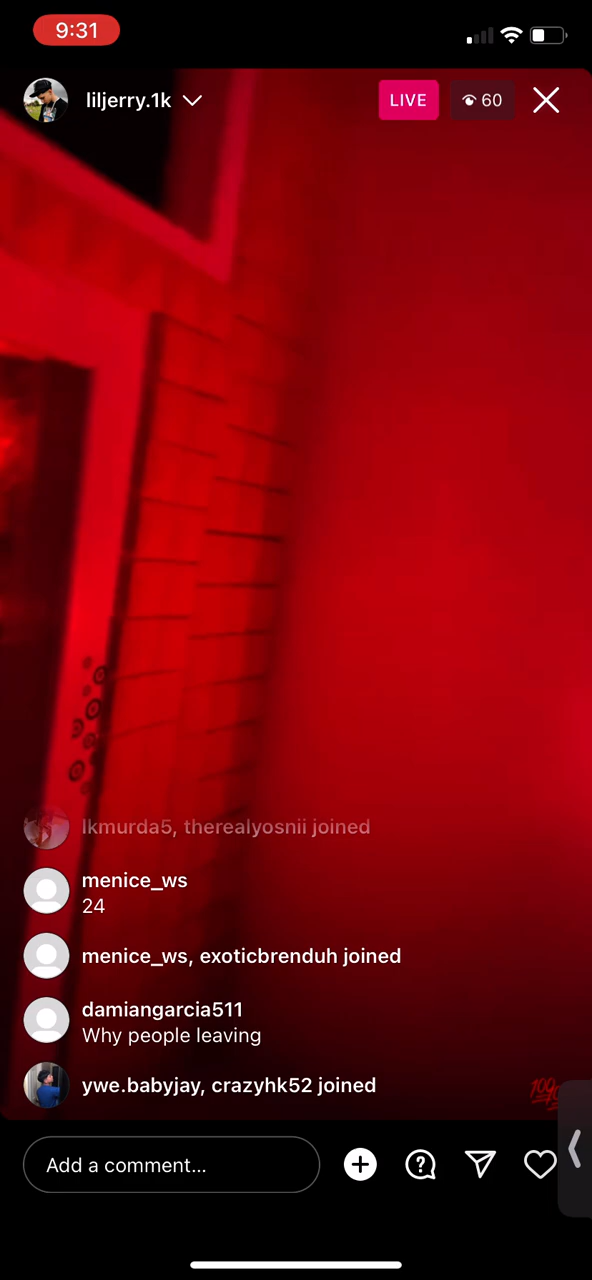 9:31
liljerry.1k
LIVE
60
lkmurda5, therealyosnii joined
menice_ws
24
menice_ws, exoticbrenduh joined
damiangarcia511
Why people leaving
ywe.babyjay, crazyhk52 joined
💯
Add a comment...